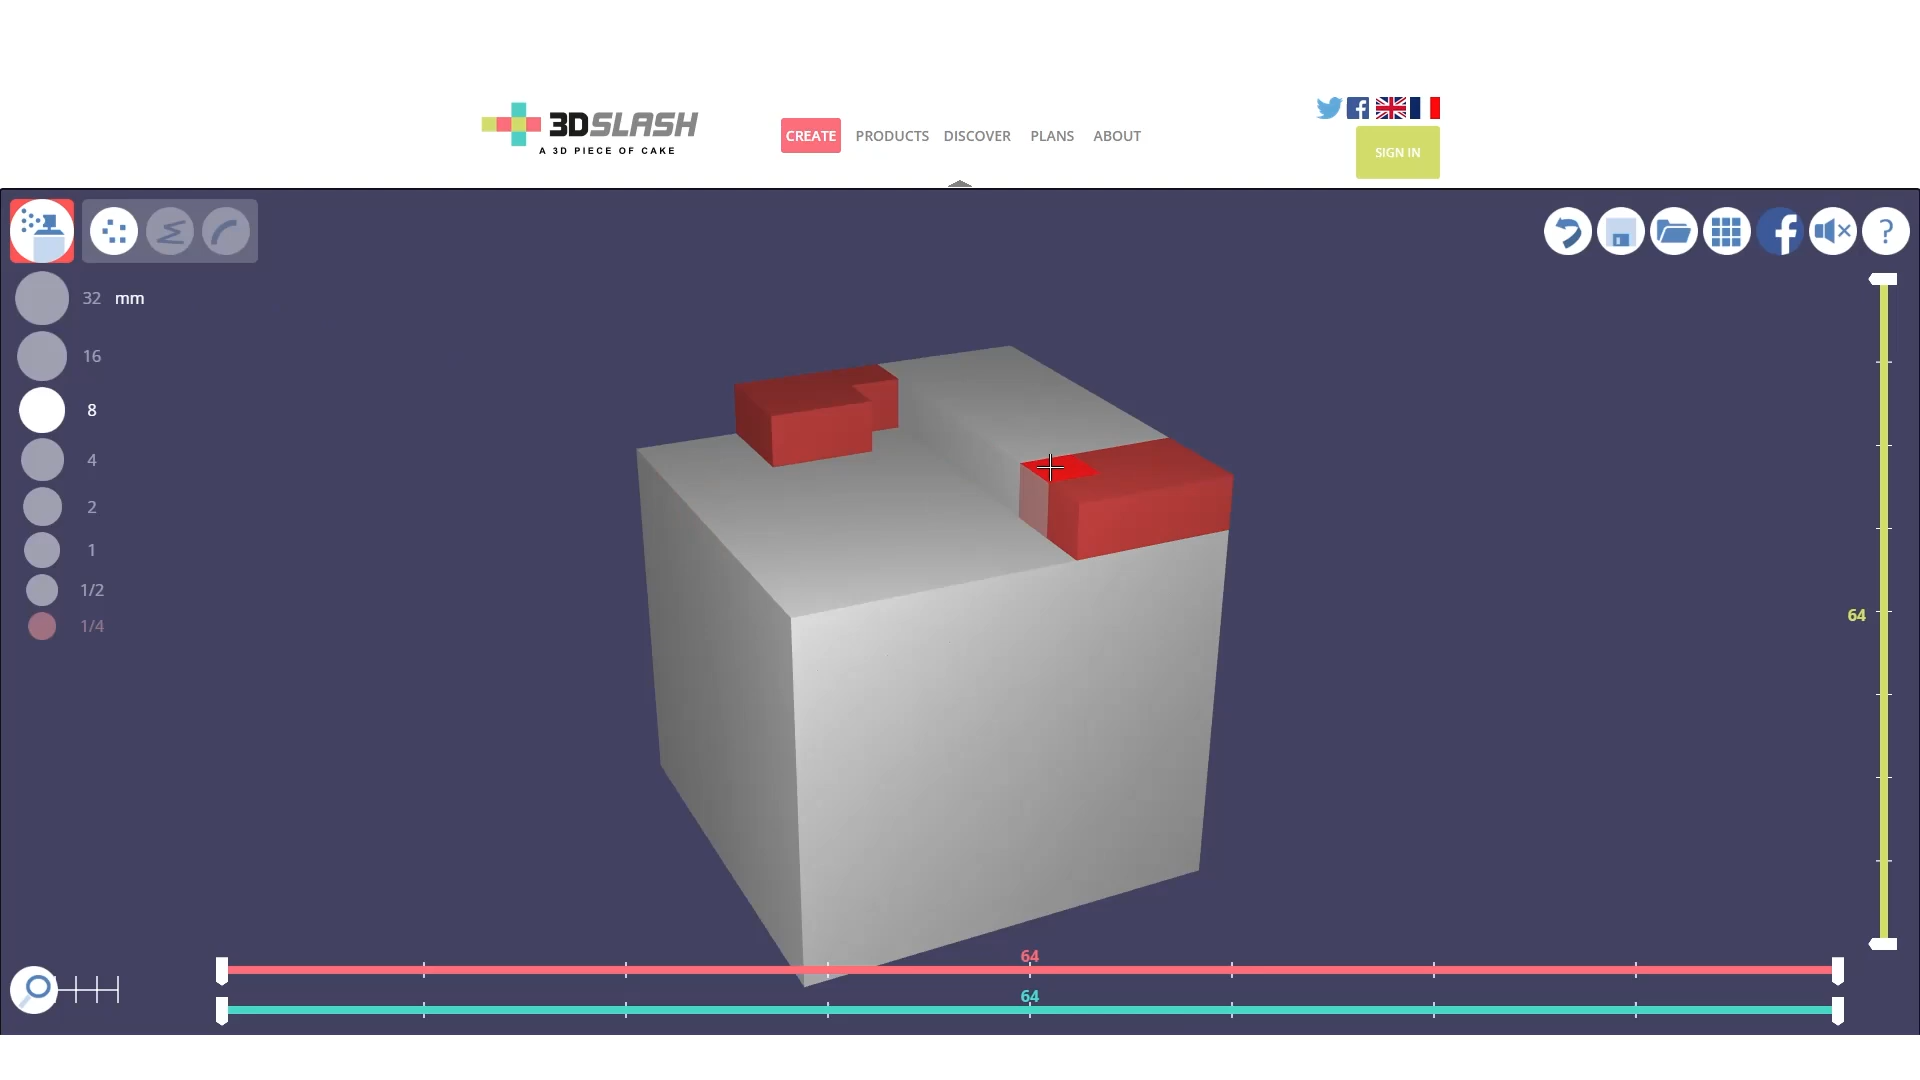 3DSLASH
A 3D PIECE OF CAKE
CREATE PRODUCTS DISCOVER PLANS ABOUT
SIGN IN
32 mm
16
8
4
2
1
1/2
1/4
?
64
64
64